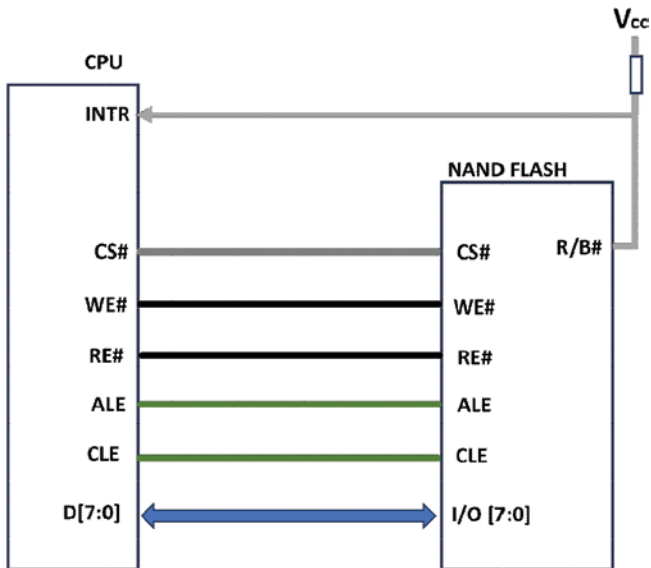 Vcc
CPU
INTR
NAND FLASH
R/B#
CS#
CS#
WE#
WE#
RE#
RE#
ALE
ALE
CLE
CLE
D[7:0]
I/O [7:0]